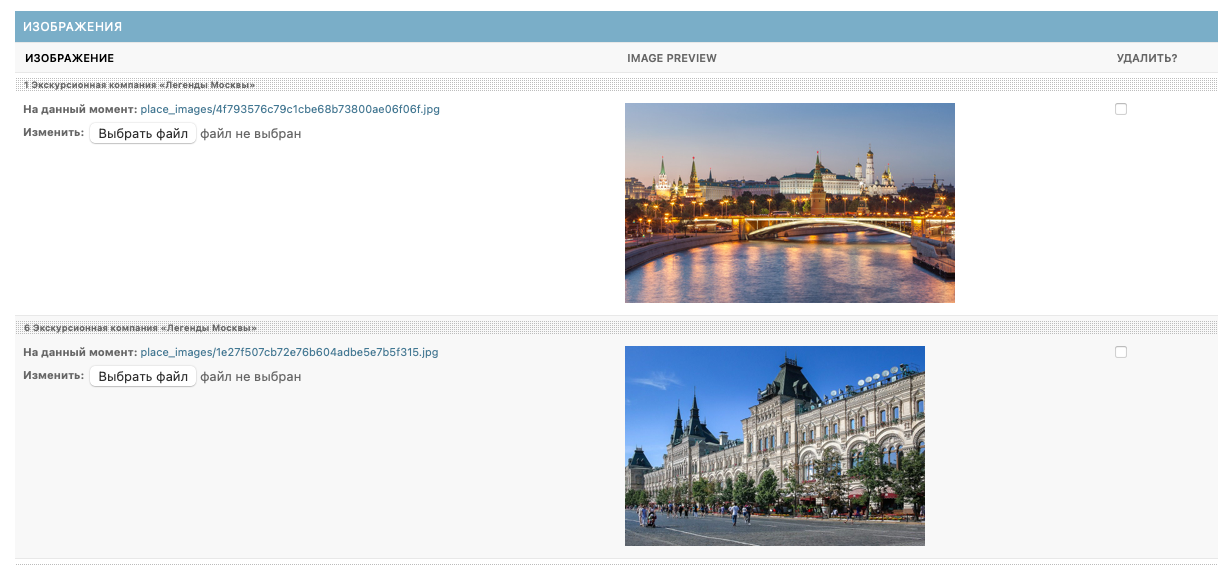 ИЗОБРАЖЕНИЯ
ИЗОБРАЖЕНИЕ IMAGE PREVIEW УДАЛИТЬ?
1 Экскурсионная компания «Легенды Москвы»
На данный момент: place_images/4f793576c79c1cbe68b73800ae06f06f.jpg
Изменить: Выбрать файл файл не выбран
6 Экскурсионная компания «Легенды Москвы»
На данный момент: place_images/1e27f507cb72e76b604adbe5e7b5f315.jpg
Изменить: Выбрать файл файл не выбран